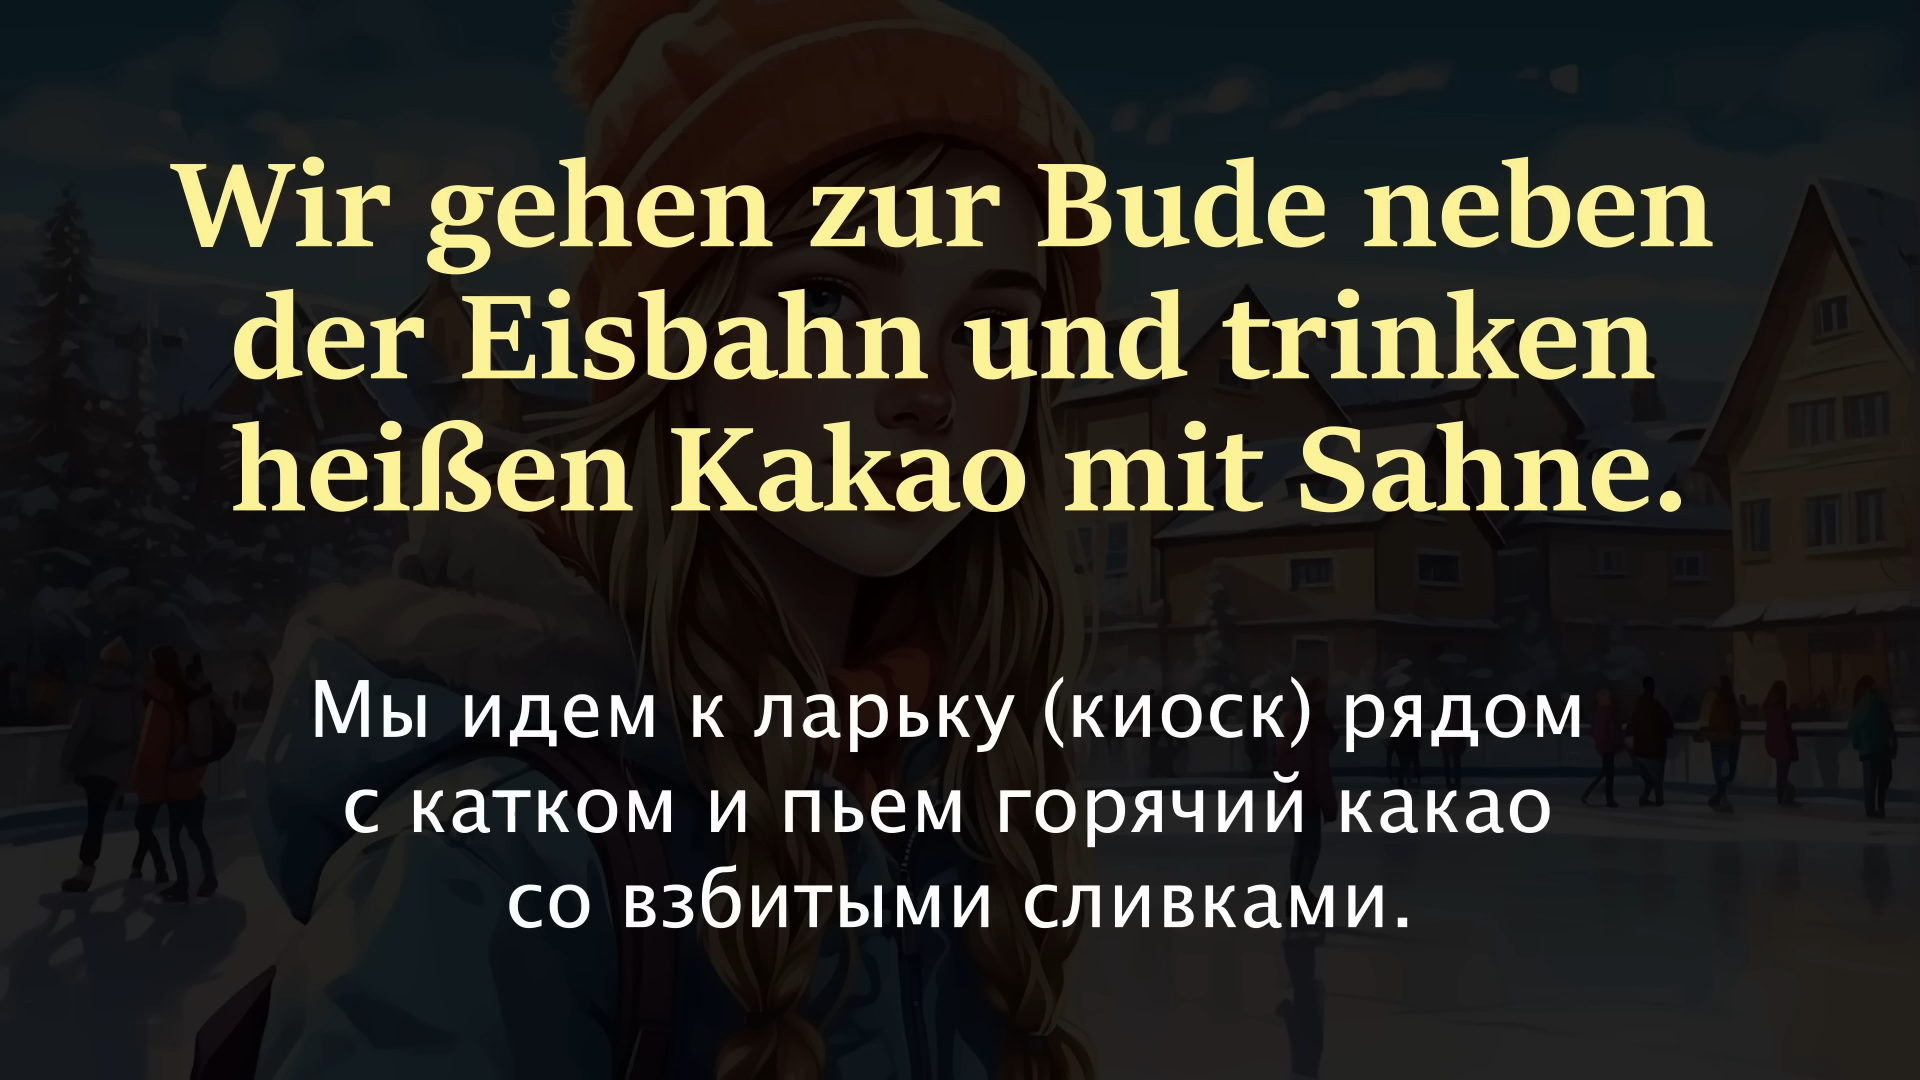 Wir gehen zur Bude neben
der Eisbahn und trinken
heißen Kakao mit Sahne.
Мы идем к ларьку (киоск) рядом
с катком и пьем горячий какао
со взбитыми сливками.